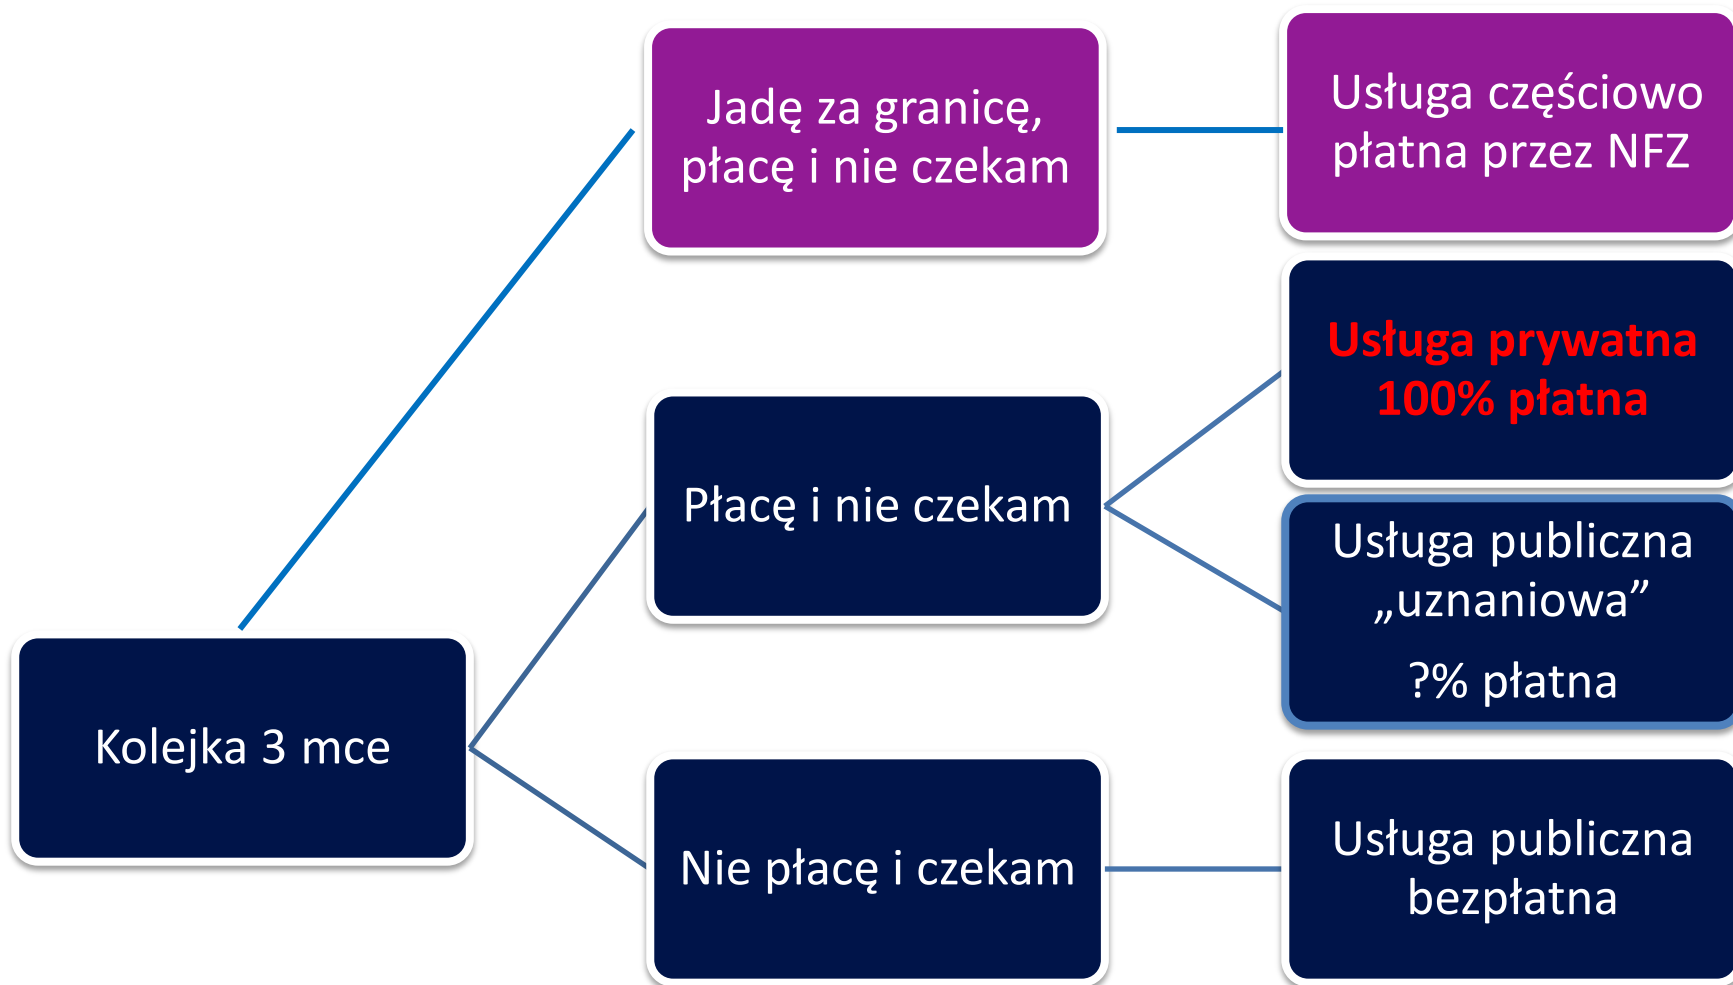 Jadę za granicę,
płacę i nie czekam
Usługa częściowo
płatna przez NFZ
Usługa prywatna
100% płatna
Płacę i nie czekam
Usługa publiczna
„uznaniowa”
?% płatna
Kolejka 3 mce
Nie płacę i czekam
Usługa publiczna
bezpłatna